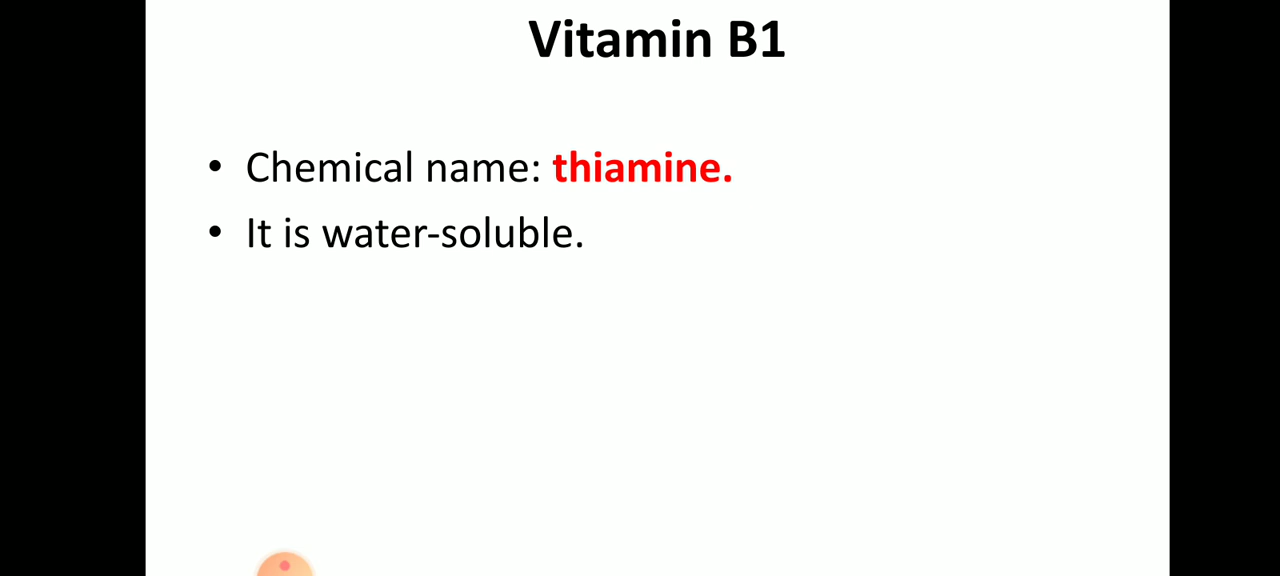 Vitamin B1
• Chemical name: thiamine.
• It is water-soluble.